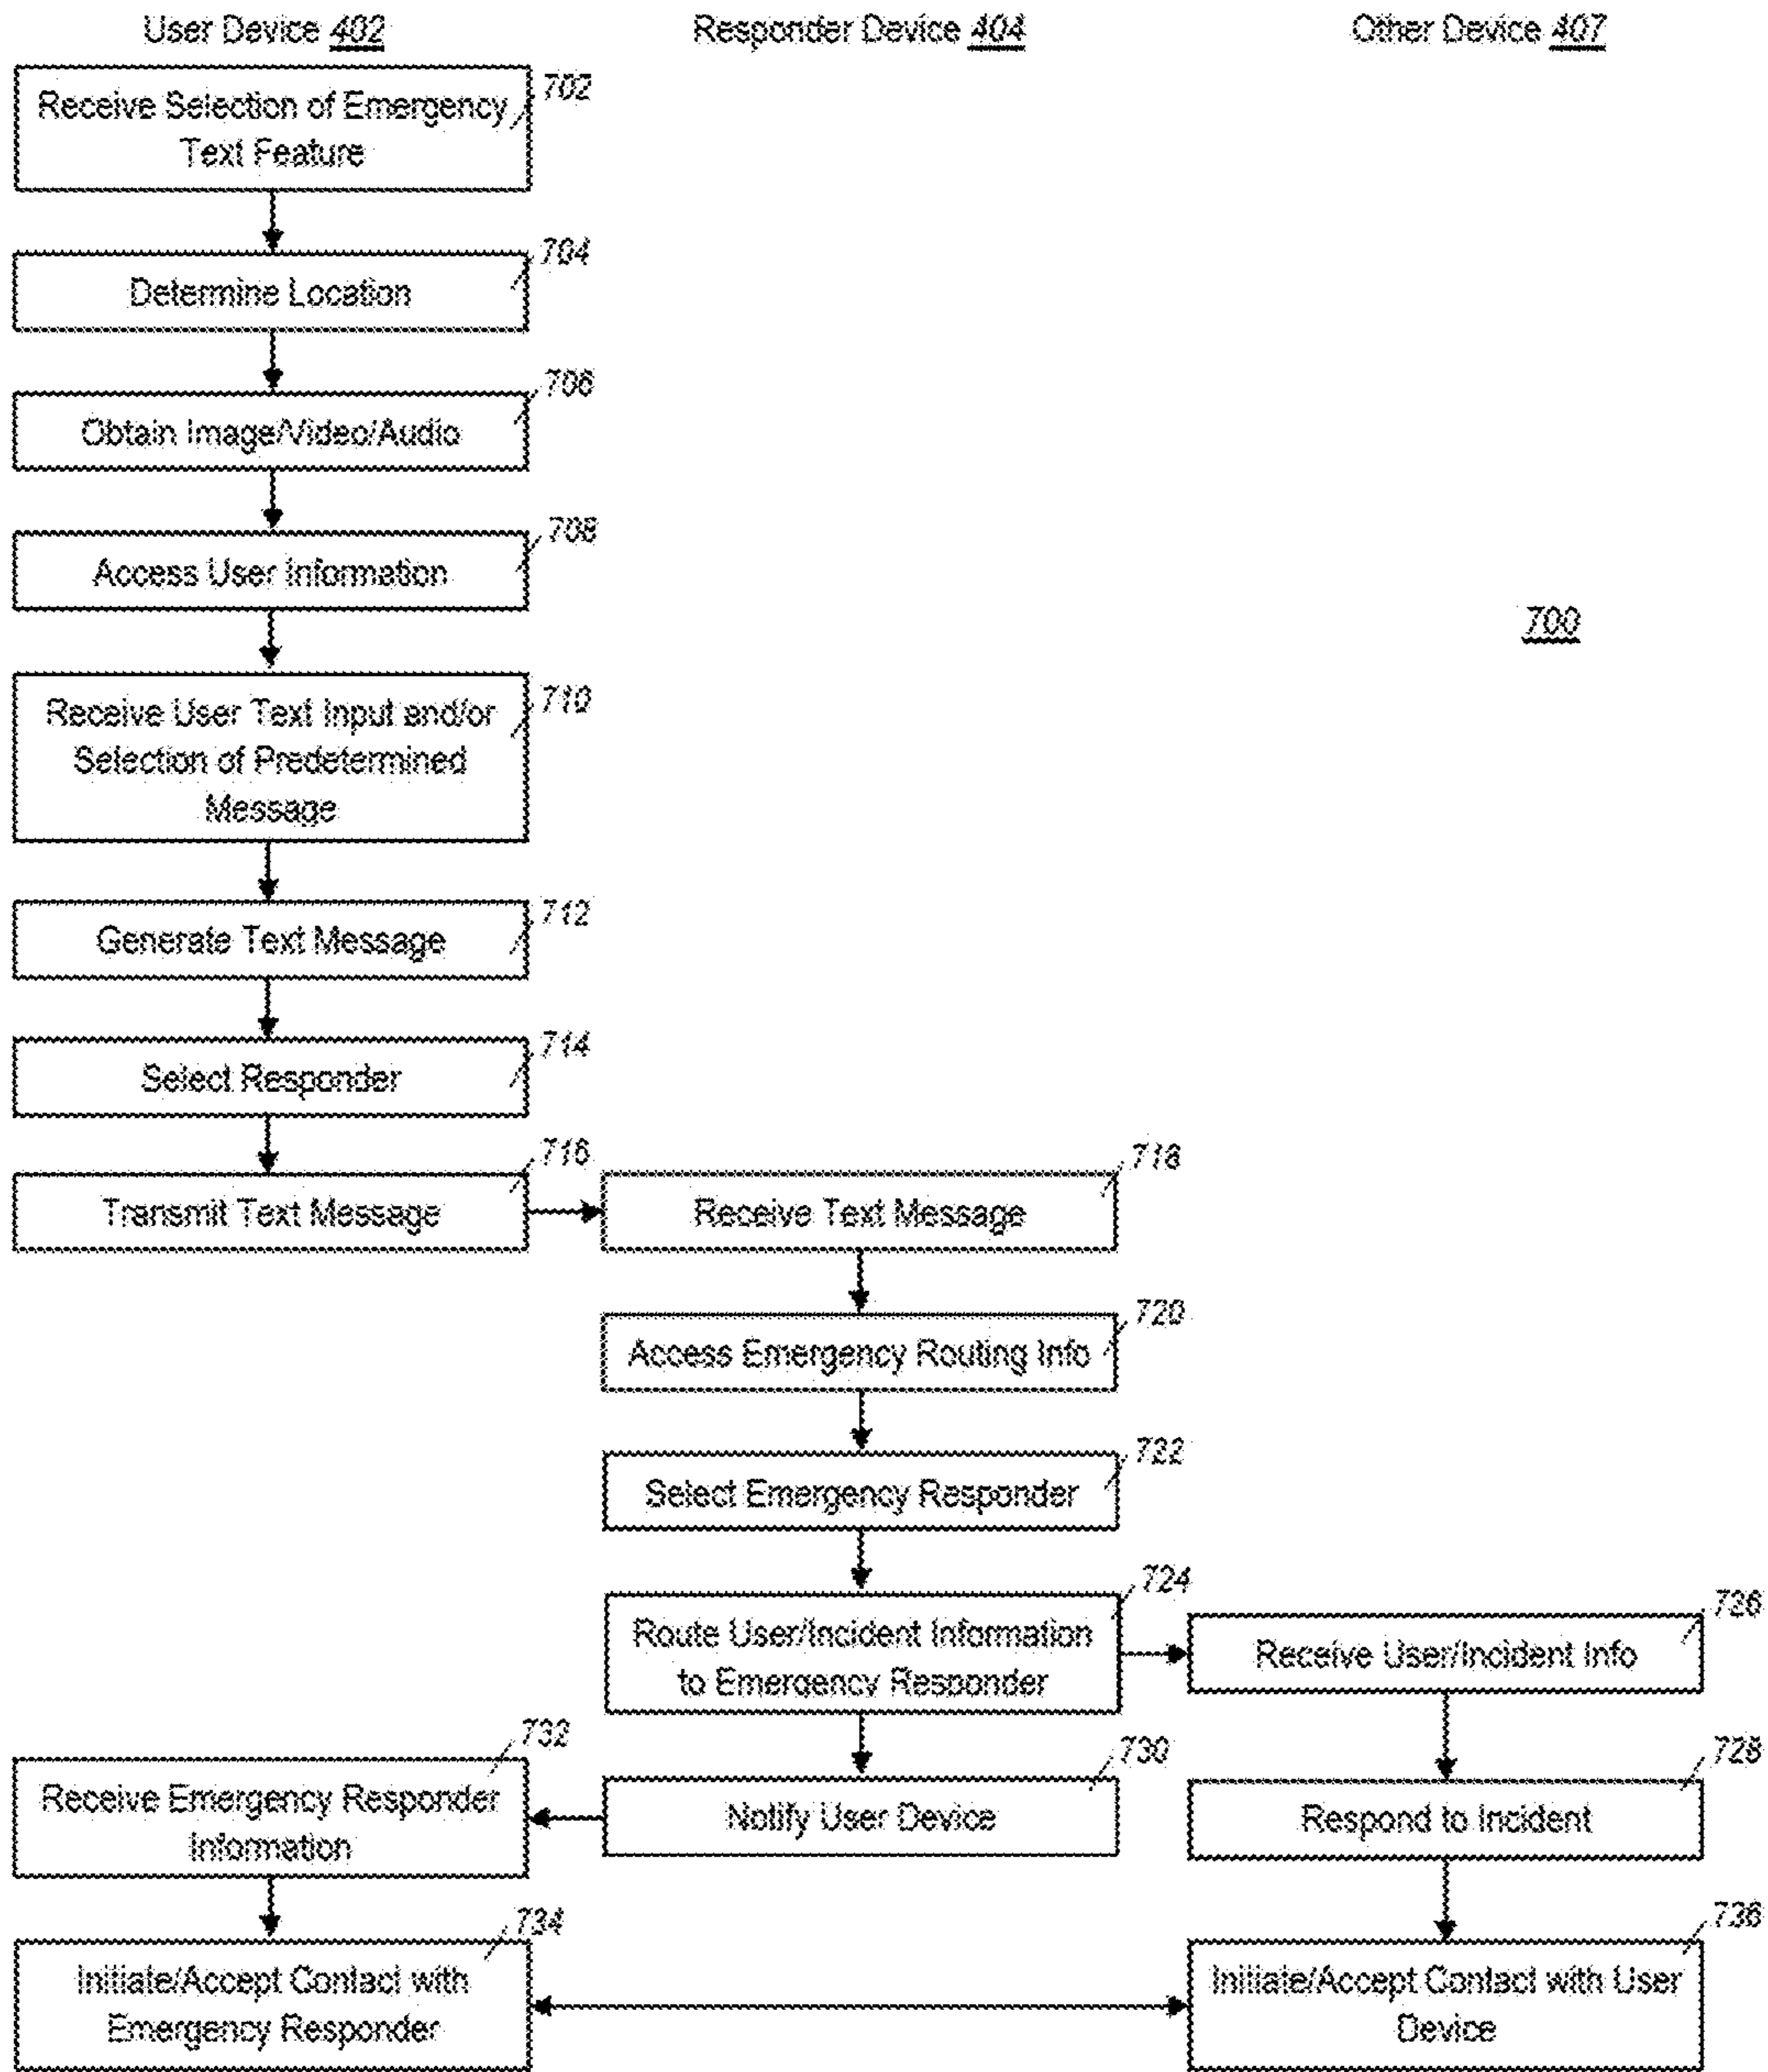 User Device 402
Responder Device 404
Other Device 407
702
Receive Selection of Emergency
Text Feature
704
Determine Location
706
Obtain Image/Video/Audio
708
Access User Information
700
710
Receive User Text Input and/or
Selection of Predetermined
Message
712
Generate Text Message
714
Select Responder
716
Transmit Text Message
718
Receive Text Message
720
Access Emergency Routing Info
722
Select Emergency Responder
724
Route User/Incident Information
to Emergency Responder
726
Receive User/Incident Info
732
Receive Emergency Responder
Information
730
Notify User Device
728
Respond to Incident
734
Initiate/Accept Contact with
Emergency Responder
736
Initiate/Accept Contact with User
Device